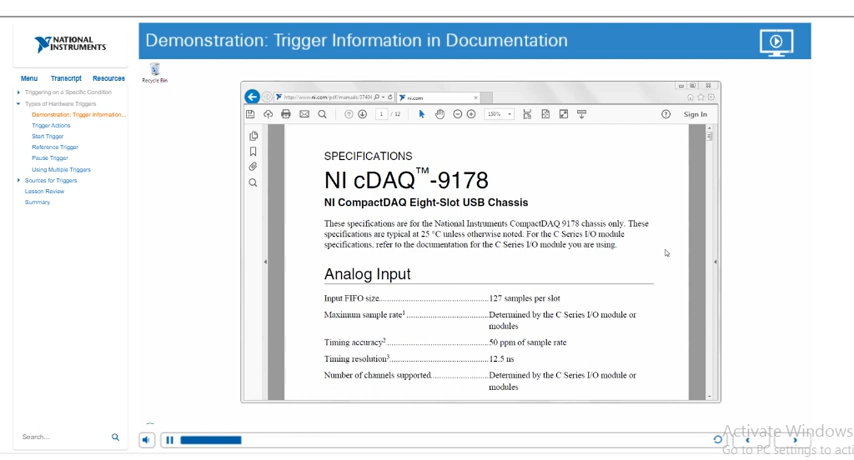 NATIONAL
INSTRUMENTS
Demonstration: Trigger Information in Documentation
Menu Transcript Resources
Triggering on a Specific Condition
Types of Hardware Triggers
Demonstration: Trigger Information...
Trigger Actions
Start Trigger
Reference Trigger
Pause Trigger
Using Multiple Triggers
Sources for Triggers
Lesson Review
Summary
Search...
Recycle Bin
ni.com
1 / 12
150%
Sign In
SPECIFICATIONS
NI cDAQ™-9178
NI CompactDAQ Eight-Slot USB Chassis
These specifications are for the National Instruments CompactDAQ 9178 chassis only. These
specifications are typical at 25 °C unless otherwise noted. For the C Series I/O module
specifications, refer to the documentation for the C Series I/O module you are using.
Analog Input
Input FIFO size 127 samples per slot
Maximum sample rate1 Determined by the C Series I/O module or
modules
Timing accuracy2 50 ppm of sample rate
Timing resolution3 12.5 ns
Number of channels supported Determined by the C Series I/O module or
modules
Activate Windows
Go to PC settings to acti